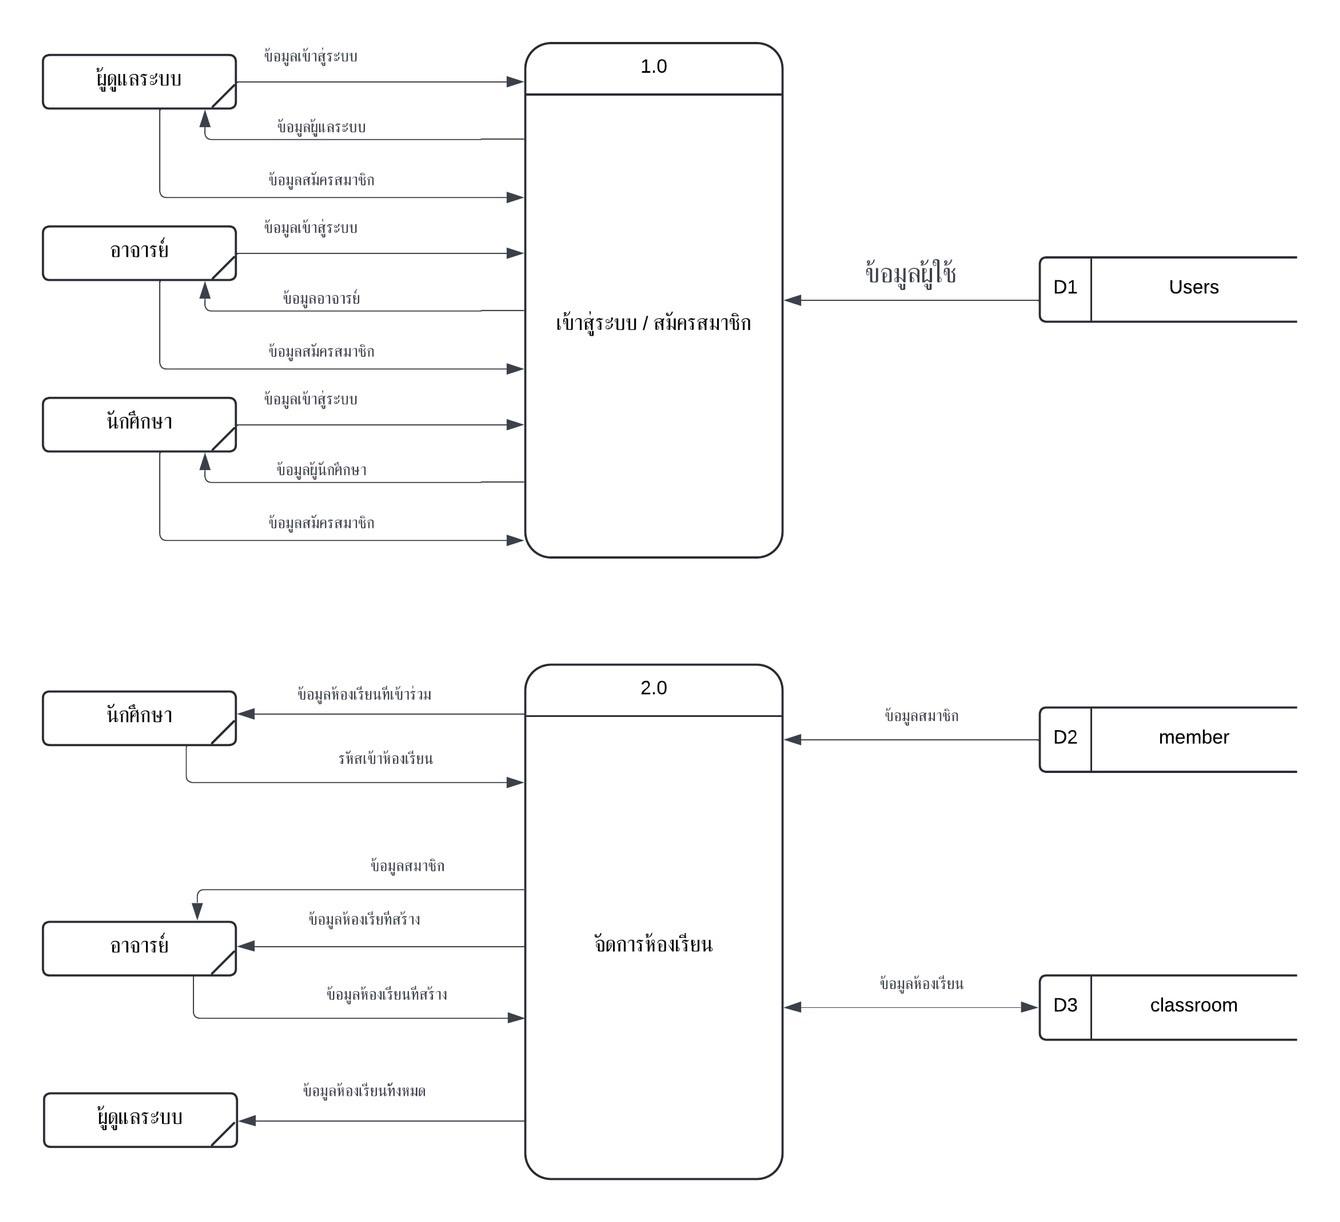 ผู้ดูแลระบบ
ข้อมูลเข้าสู่ระบบ
1.0
ข้อมูลผู้แลระบบ
ข้อมูลสมัครสมาชิก
อาจารย์
ข้อมูลเข้าสู่ระบบ
ข้อมูลอาจารย์
ข้อมูลสมัครสมาชิก
เข้าสู่ระบบ / สมัครสมาชิก
ข้อมูลผู้ใช้
D1
Users
นักศึกษา
ข้อมูลเข้าสู่ระบบ
ข้อมูลผู้นักศึกษา
ข้อมูลสมัครสมาชิก
2.0
นักศึกษา
ข้อมูลห้องเรียนที่เข้าร่วม
รหัสเข้าห้องเรียน
ข้อมูลสมาชิก
D2
member
ข้อมูลสมาชิก
อาจารย์
ข้อมูลห้องเรียที่สร้าง
ข้อมูลห้องเรียนที่สร้าง
จัดการห้องเรียน
ข้อมูลห้องเรียน
D3
classroom
ผู้ดูแลระบบ
ข้อมูลห้องเรียนทั้งหมด